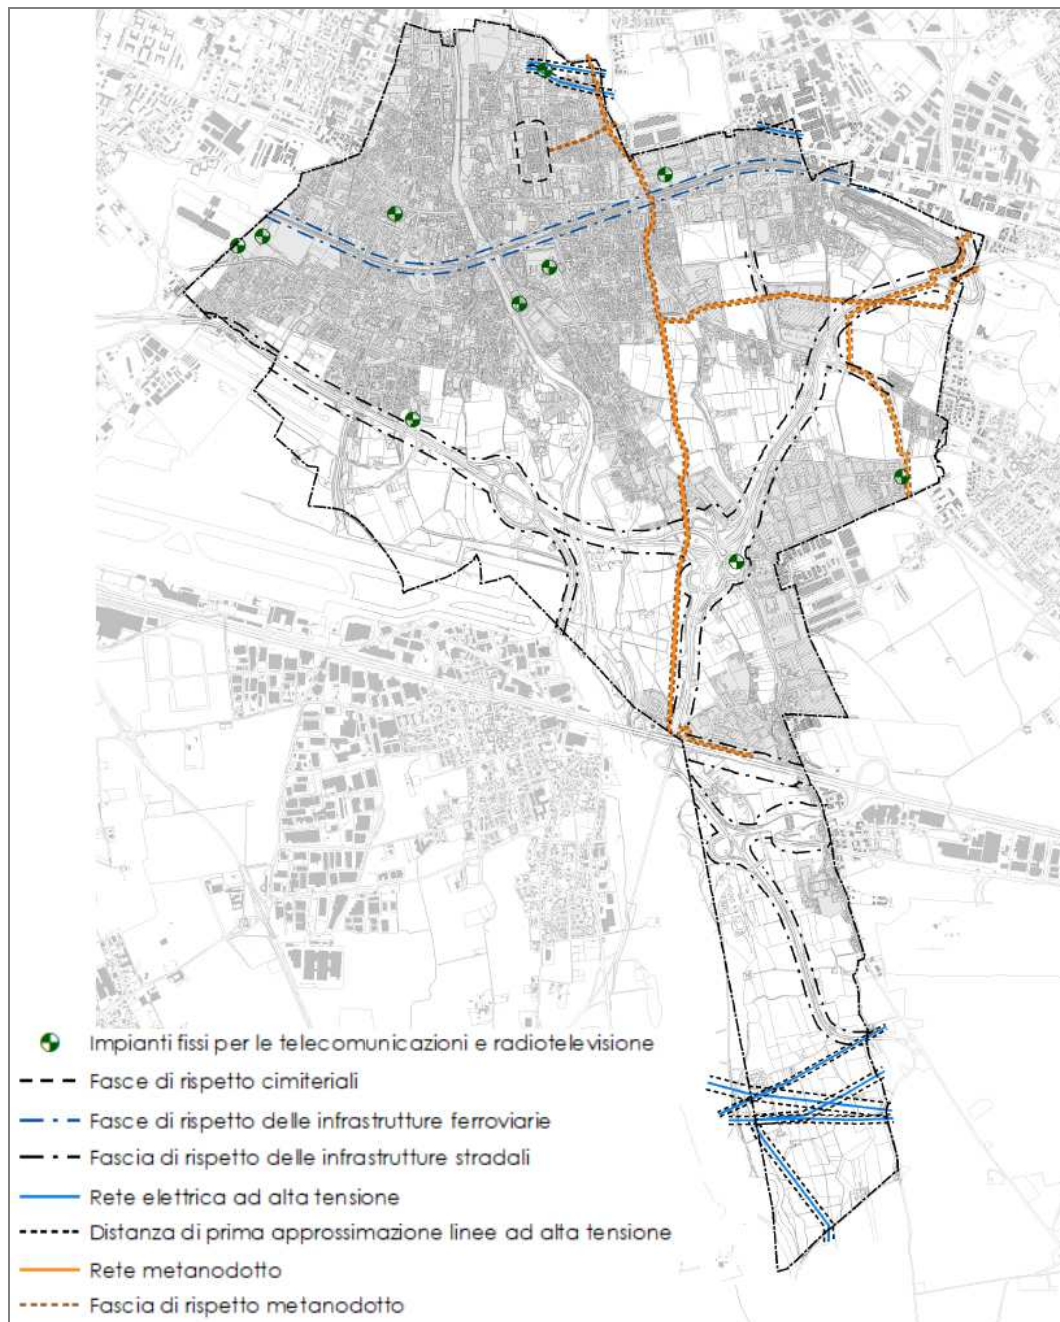 Impianti fissi per le telecomunicazioni e radiotelevisione
Fasce di rispetto cimiteriali
Fasce di rispetto delle infrastrutture ferroviarie
Fascia di rispetto delle infrastrutture stradali
Rete elettrica ad alta tensione
Distanza di prima approssimazione linee ad alta tensione
Rete metanodotto
Fascia di rispetto metanodotto